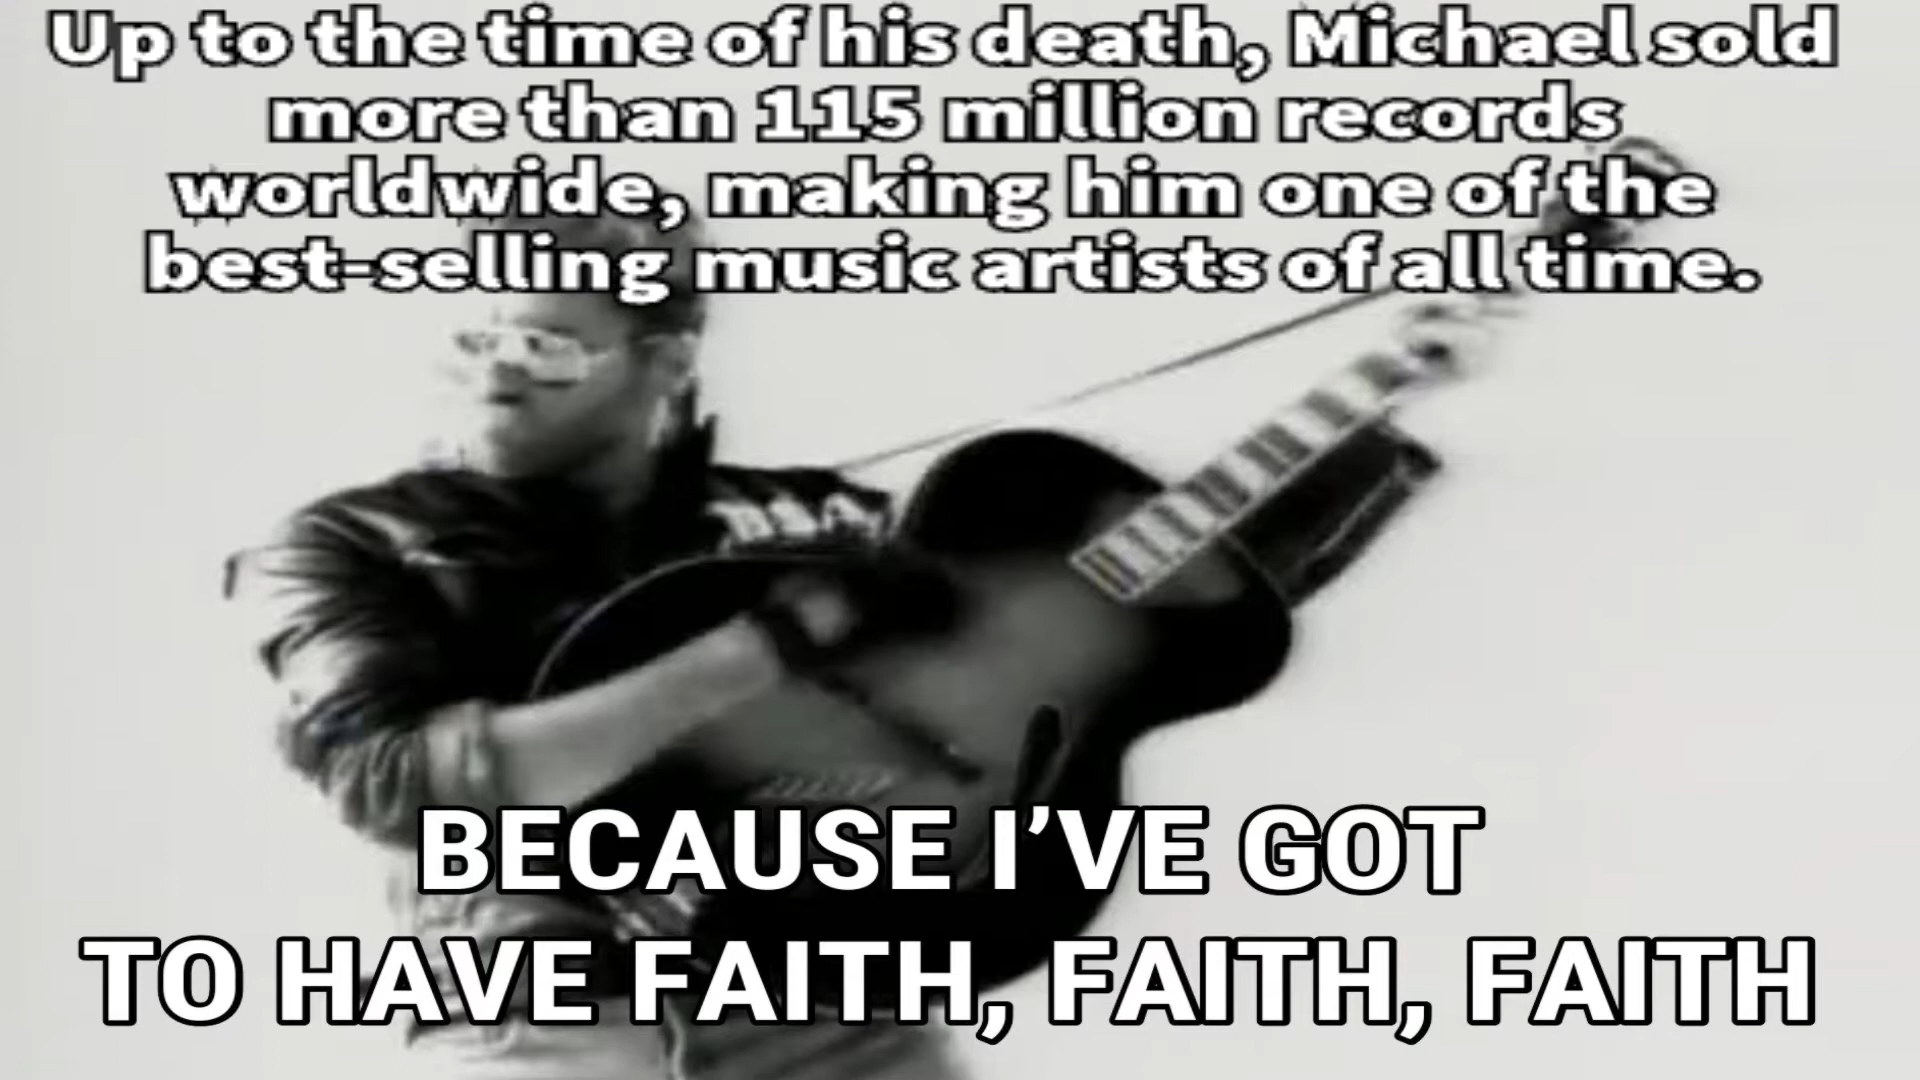 Up to the time of his death, Michael sold
more than 115 million records
worldwide, making him one of the
best-selling music artists of all time.
BSA
BECAUSE I’VE GOT
TO HAVE FAITH, FAITH, FAITH